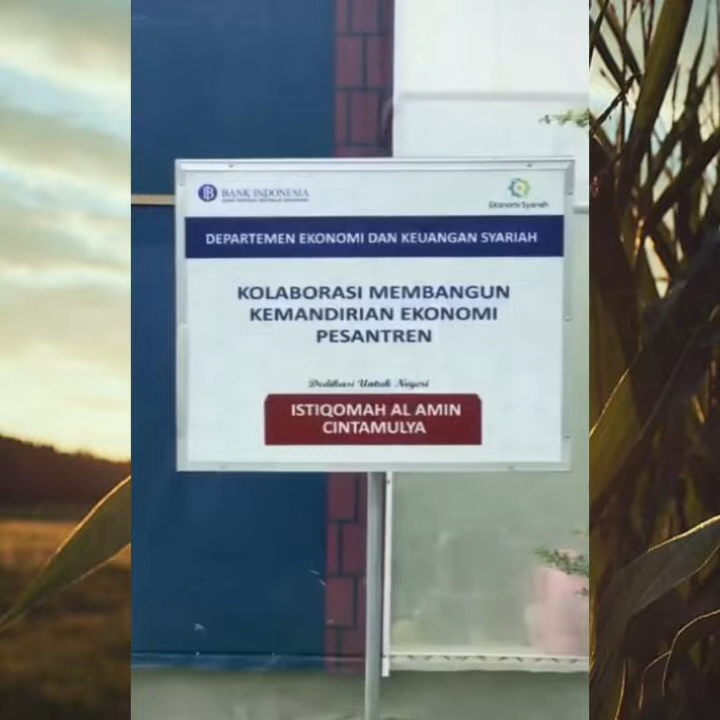 BANK INDONESIA
Ekonomi Syariah
DEPARTEMEN EKONOMI DAN KEUANGAN SYARIAH
KOLABORASI MEMBANGUN
KEMANDIRIAN EKONOMI
PESANTREN
Dedikasi Untuk Negeri
ISTIQOMAH AL AMIN
CINTAMULYA